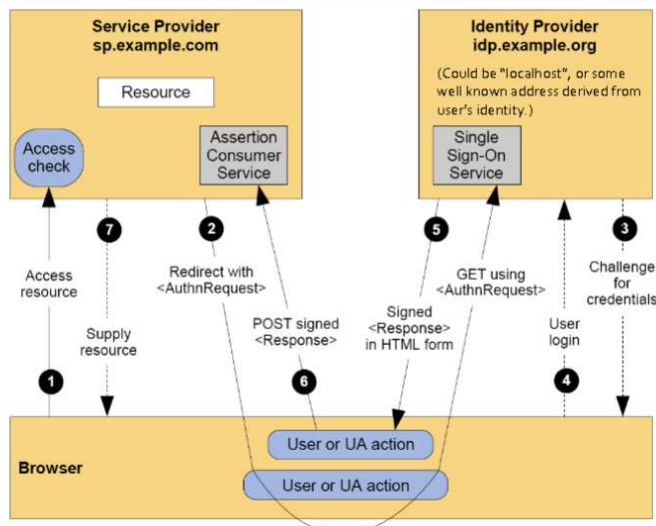 Service Provider
sp.example.com
Resource
Access
check
Assertion
Consumer
Service
Identity Provider
idp.example.org
(Could be "localhost", or some
well known address derived from
user's identity.)
Single
Sign-On
Service
7
2
5
3
Redirect with
<AuthnRequest>
GET using
<AuthnRequest>
Challenge
for
credentials
Access
resource
POST signed
<Response>
Signed
<Response>
in HTML form
Supply
resource
User
login
1
6
4
User or UA action
Browser
User or UA action